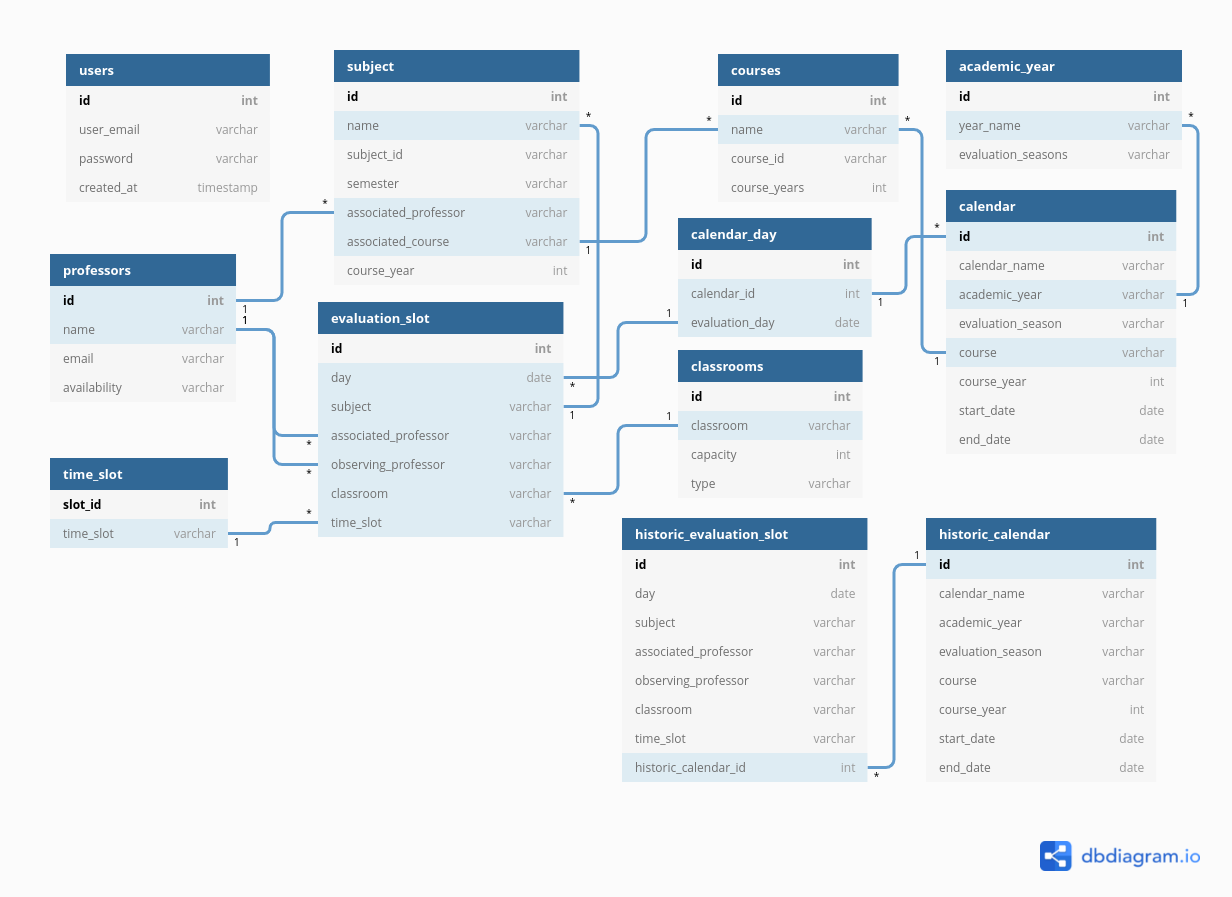 users
id int
user_email varchar
password varchar
created_at timestamp
subject
id int
name varchar *
subject_id varchar
semester varchar
* associated_professor varchar
associated_course varchar 1
course_year int
courses
id int
* name varchar *
course_id varchar
course_years int
academic_year
id int
year_name varchar *
evaluation_seasons varchar
professors
id int 1
name varchar 1
email varchar
availability varchar
evaluation_slot
id int
day date *
subject varchar 1
associated_professor varchar *
observing_professor varchar *
classroom varchar *
* time_slot varchar
calendar_day
id int
calendar_id int 1
1 evaluation_day date
calendar
* id int
calendar_name varchar
academic_year varchar 1
evaluation_season varchar
1 course varchar
course_year int
start_date date
end_date date
classrooms
id int
1 classroom varchar
capacity int
type varchar
time_slot
slot_id int
time_slot varchar 1
historic_evaluation_slot
id int
day date
subject varchar
associated_professor varchar
observing_professor varchar
classroom varchar
time_slot varchar
historic_calendar_id int *
historic_calendar
1 id int
calendar_name varchar
academic_year varchar
evaluation_season varchar
course varchar
course_year int
start_date date
end_date date
dbdiagram.io